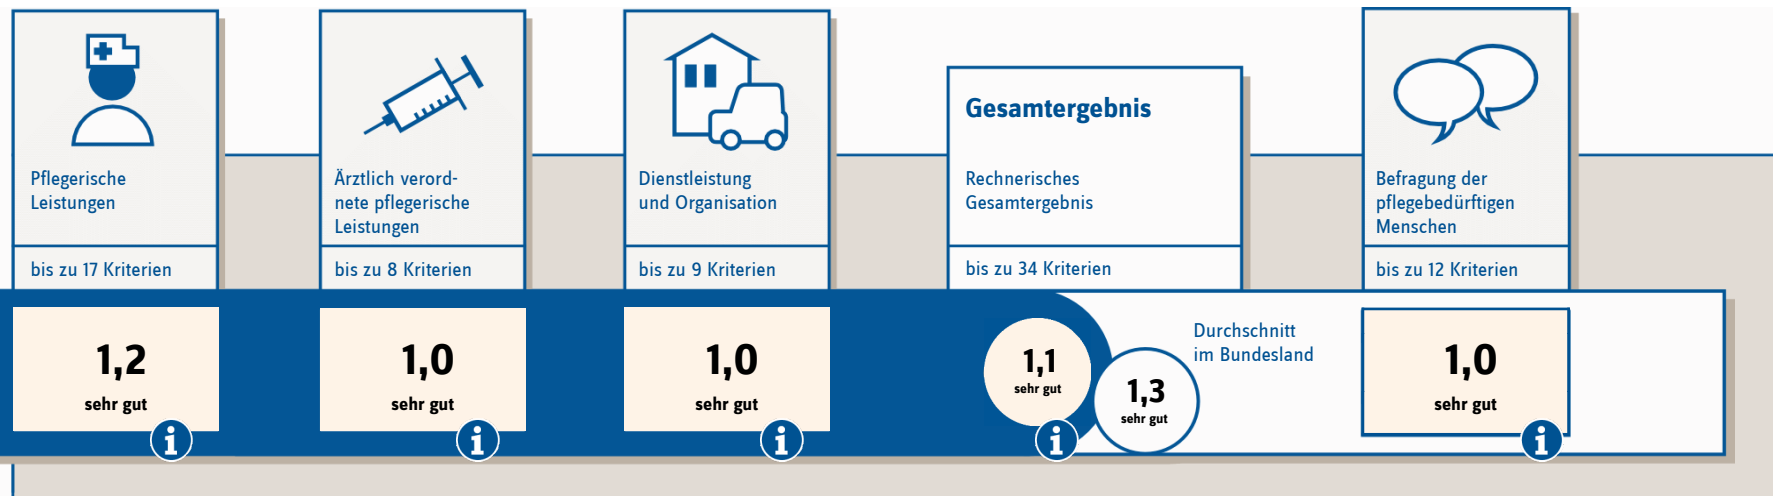 Pflegerische
Leistungen
bis zu 17 Kriterien
1,2
sehr gut
i
Ärztlich verord-
nete pflegerische
Leistungen
bis zu 8 Kriterien
1,0
sehr gut
i
Dienstleistung
und Organisation
bis zu 9 Kriterien
1,0
sehr gut
i
Gesamtergebnis
Rechnerisches
Gesamtergebnis
bis zu 34 Kriterien
1,1
sehr gut
i
1,3
sehr gut
Durchschnitt
im Bundesland
Befragung der
pflegebedürftigen
Menschen
bis zu 12 Kriterien
1,0
sehr gut
i